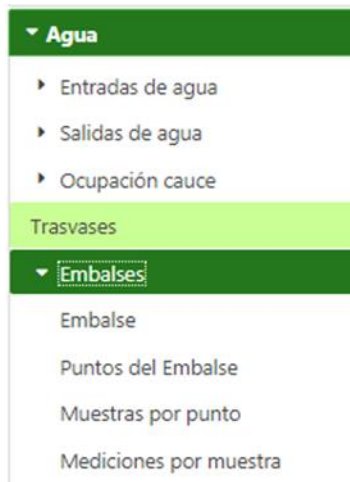 Agua
Entradas de agua
Salidas de agua
Ocupación cauce
Trasvases
Embalses
Embalse
Puntos del Embalse
Muestras por punto
Mediciones por muestra